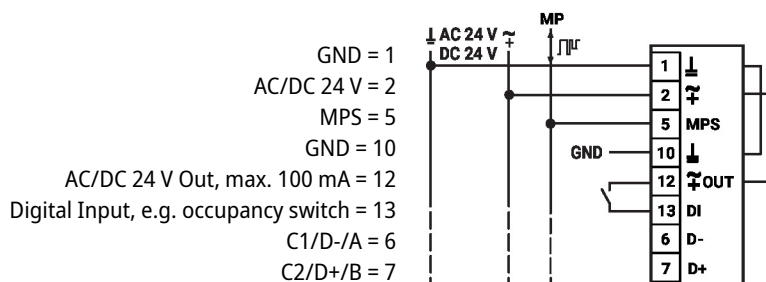 GND = 1
AC/DC 24 V = 2
MPS = 5
GND = 10
AC/DC 24 V Out, max. 100 mA = 12
Digital Input, e.g. occupancy switch = 13
C1/D-/A = 6
C2/D+/B = 7
MP
⊥ AC 24 V ~
DC 24 V +
1 ⊥
2 ~+
5 MPS
GND 10 ⊥
12 ~+ OUT
13 DI
6 D-
7 D+